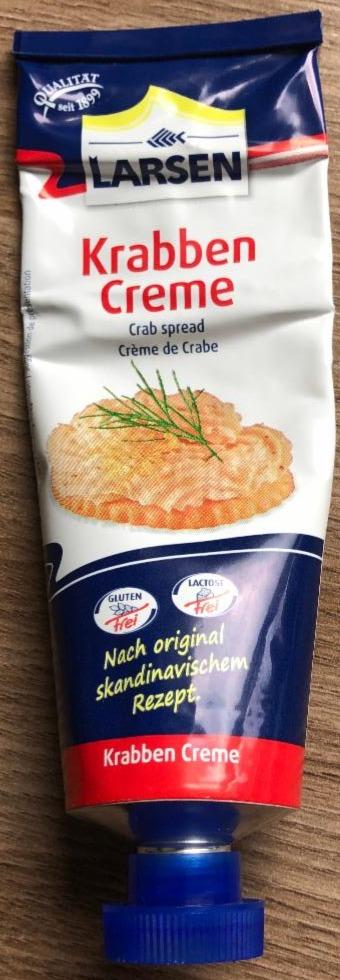 QUALITÄT
seit 1899
LARSEN
Krabben
Creme
Crab spread
Crème de Crabe
GLUTEN
frei
LACTOSE
frei
Nach original
skandinavischem
Rezept.
Krabben Creme